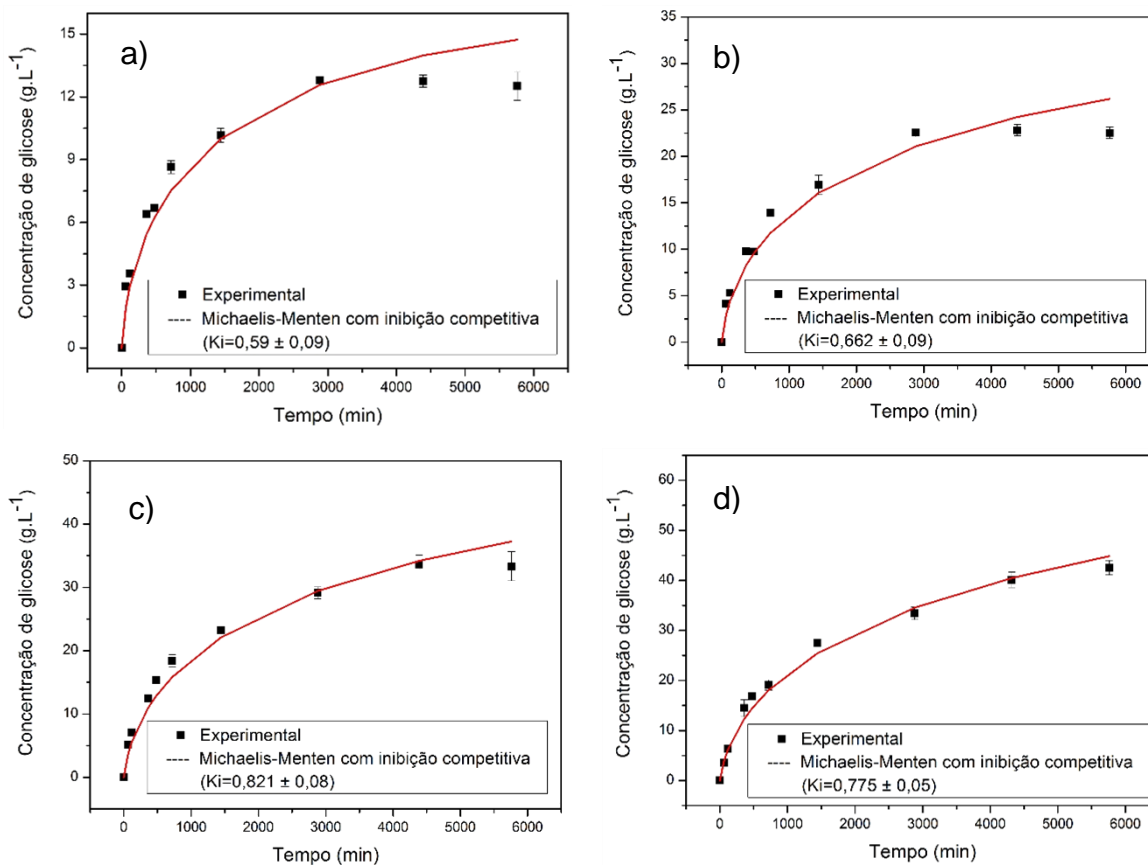 a)
Concentração de glicose (g.L-1)
15
12
9
6
3
0
Experimental
Michaelis-Menten com inibição competitiva
(Ki=0,59 ± 0,09)
0 1000 2000 3000 4000 5000 6000
Tempo (min)
b)
Concentração de glicose (g.L-1)
35
30
25
20
15
10
5
0
Experimental
Michaelis-Menten com inibição competitiva
(Ki=0,662 ± 0,09)
0 1000 2000 3000 4000 5000 6000
Tempo (min)
c)
Concentração de glicose (g.L-1)
50
40
30
20
10
0
Experimental
Michaelis-Menten com inibição competitiva
(Ki=0,821 ± 0,08)
0 1000 2000 3000 4000 5000 6000
Tempo (min)
d)
Concentração de glicose (g.L-1)
60
50
40
30
20
10
0
Experimental
Michaelis-Menten com inibição competitiva
(Ki=0,775 ± 0,05)
0 1000 2000 3000 4000 5000 6000
Tempo (min)